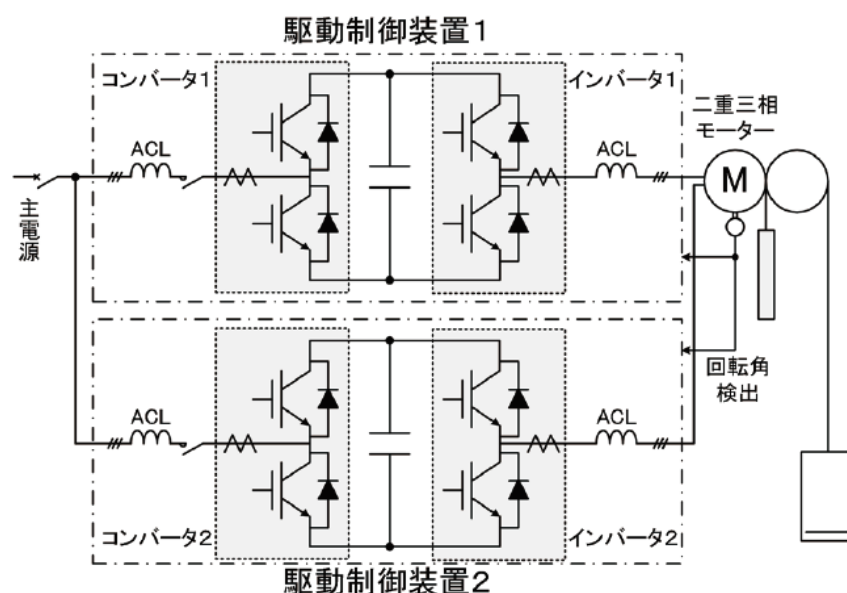 駆動制御装置1
コンバータ1
インバータ1
二重三相
モーター
ACL
ACL
M
主電源
回転角
検出
ACL
ACL
コンバータ2
インバータ2
駆動制御装置2